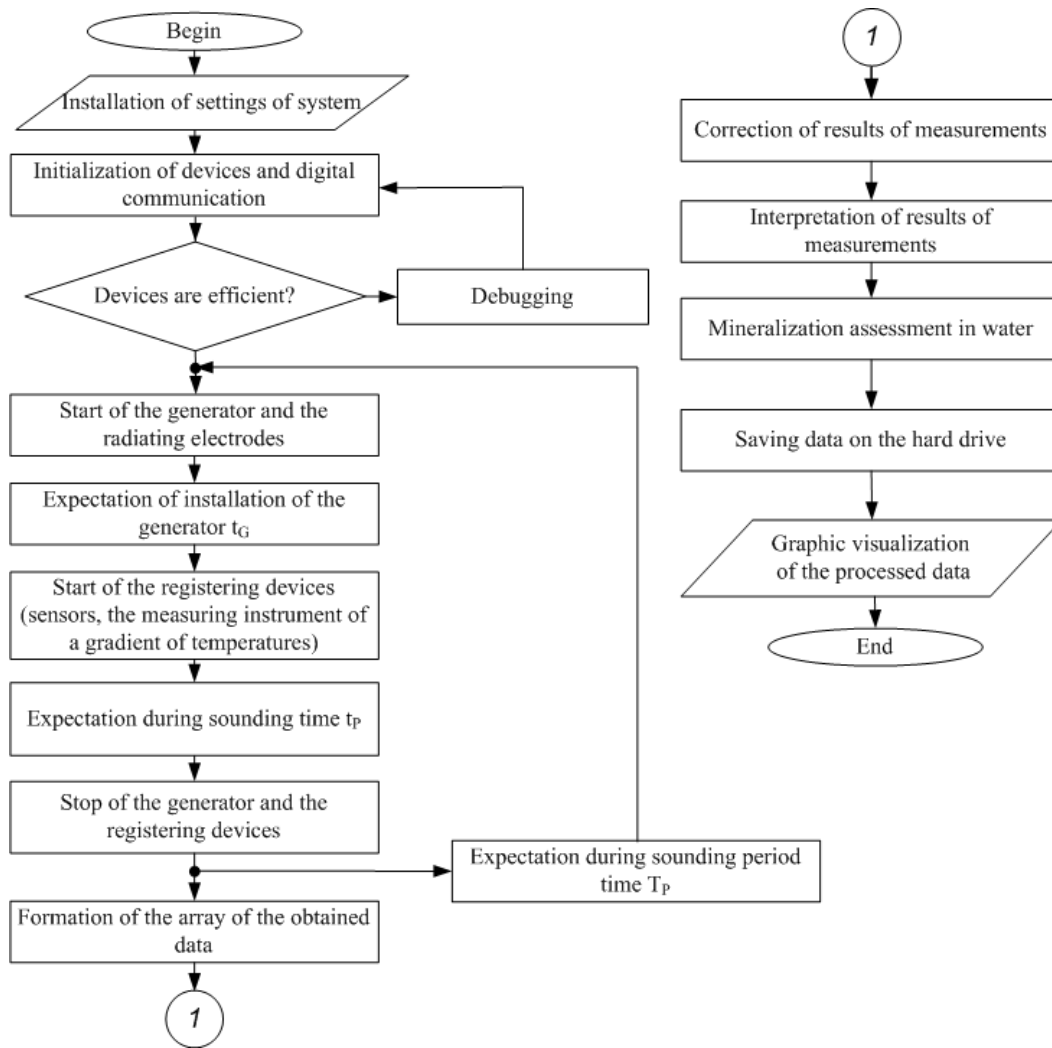 Begin
Installation of settings of system
Initialization of devices and digital
communication
Devices are efficient?
Debugging
Start of the generator and the
radiating electrodes
Expectation of installation of the
generator tG
Start of the registering devices
(sensors, the measuring instrument of
a gradient of temperatures)
Expectation during sounding time tP
Stop of the generator and the
registering devices
Expectation during sounding period
time TP
Formation of the array of the obtained
data
1
1
Correction of results of measurements
Interpretation of results of
measurements
Mineralization assessment in water
Saving data on the hard drive
Graphic visualization
of the processed data
End